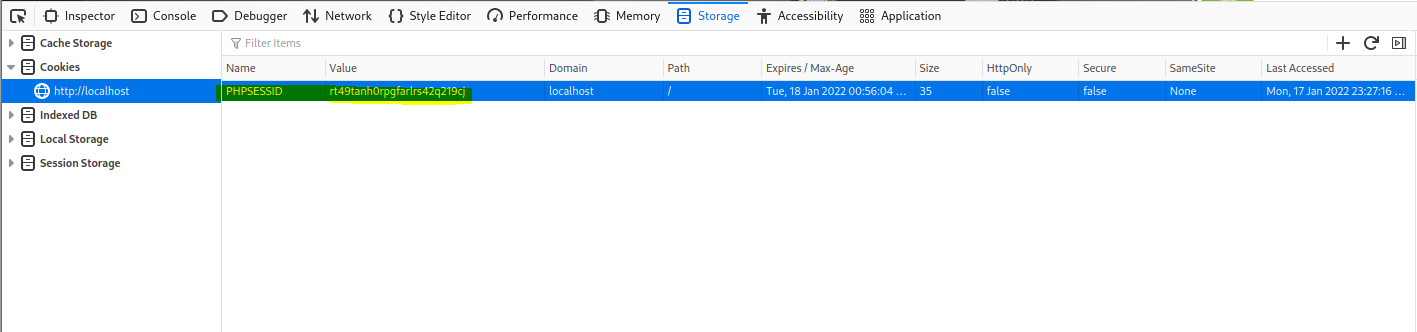 Inspector Console Debugger Network Style Editor Performance Memory Storage Accessibility Application
Cache Storage
Filter Items
Cookies
Name Value Domain Path Expires / Max-Age Size HttpOnly Secure SameSite Last Accessed
http://localhost
PHPSESSID rt49tanh0rpgfarlrs42q219cj localhost / Tue, 18 Jan 2022 00:56:04 ... 35 false false None Mon, 17 Jan 2022 23:27:16 ...
Indexed DB
Local Storage
Session Storage